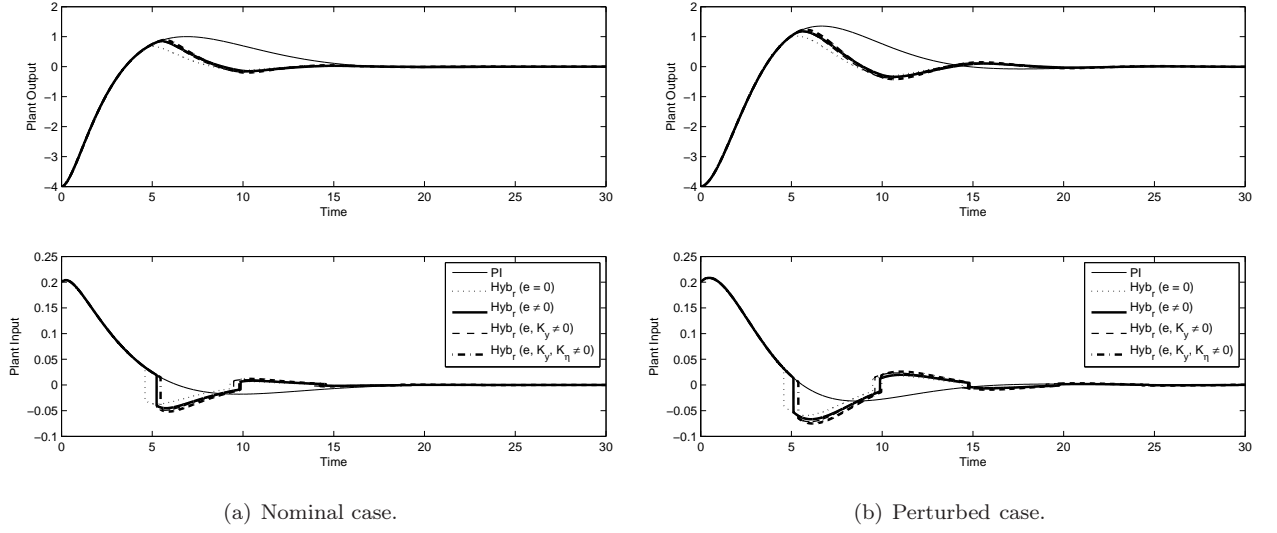 2
1
0
−1
−2
−3
−4
Plant Output
0 5 10 15 20 25 30
Time
0.25
0.2
0.15
0.1
0.05
0
−0.05
−0.1
Plant Input
0 5 10 15 20 25 30
Time
PI
Hyb_r (e = 0)
Hyb_r (e ≠ 0)
Hyb_r (e, K_y ≠ 0)
Hyb_r (e, K_y, K_η ≠ 0)
(a) Nominal case.
2
1
0
−1
−2
−3
−4
Plant Output
0 5 10 15 20 25 30
Time
0.25
0.2
0.15
0.1
0.05
0
−0.05
−0.1
Plant Input
0 5 10 15 20 25 30
Time
PI
Hyb_r (e = 0)
Hyb_r (e ≠ 0)
Hyb_r (e, K_y ≠ 0)
Hyb_r (e, K_y, K_η ≠ 0)
(b) Perturbed case.